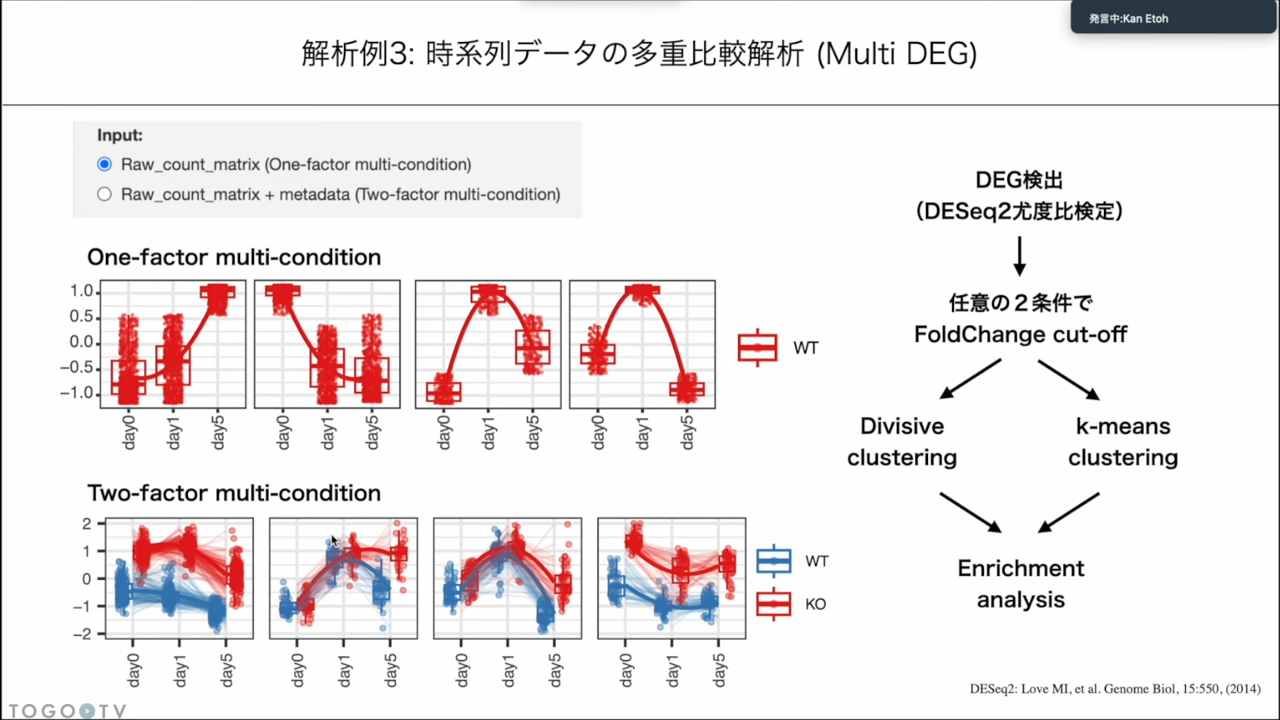 発言中:Kan Etoh
解析例3: 時系列データの多重比較解析 (Multi DEG)
Input:
Raw_count_matrix (One-factor multi-condition)
Raw_count_matrix + metadata (Two-factor multi-condition)
One-factor multi-condition
1.0
0.5
0.0
−0.5
−1.0
day0 day1 day5 day0 day1 day5 day0 day1 day5 day0 day1 day5
WT
Two-factor multi-condition
2
1
0
−1
−2
day0 day1 day5 day0 day1 day5 day0 day1 day5 day0 day1 day5
WT
KO
DEG検出
（DESeq2尤度比検定）
任意の２条件で
FoldChange cut-off
Divisive
clustering
k-means
clustering
Enrichment
analysis
DESeq2: Love MI, et al. Genome Biol, 15:550, (2014)
TOGO TV